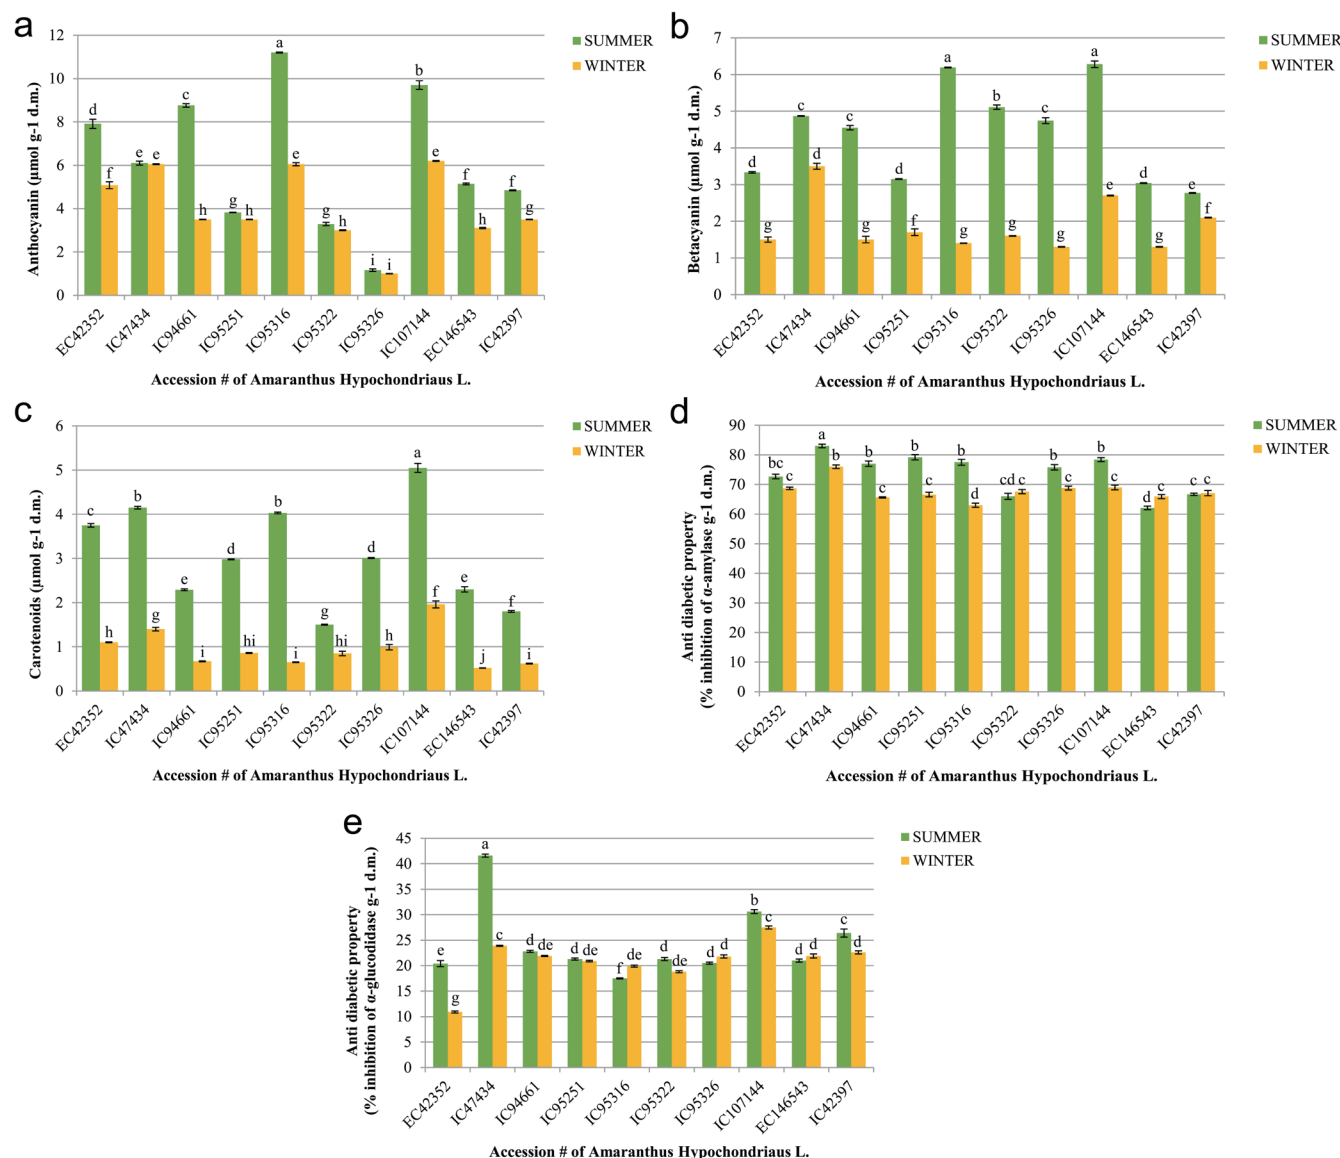 a
SUMMER
WINTER
Anthocyanin (µmol g-1 d.m.)
12
10
8
6
4
2
0
d f e e c h g h a e g h i i b e f h f g
EC42352 IC47434 IC94661 IC95251 IC95316 IC95322 IC95326 IC107144 EC146543 IC42397
Accession # of Amaranthus Hypochondriaus L.
b
SUMMER
WINTER
Betacyanin (µmol g-1 d.m.)
7
6
5
4
3
2
1
0
d g c d c g d f a g b g c g a e d g e f
EC42352 IC47434 IC94661 IC95251 IC95316 IC95322 IC95326 IC107144 EC146543 IC42397
Accession # of Amaranthus Hypochondriaus L.
c
SUMMER
WINTER
Carotenoids (µmol g-1 d.m.)
6
5
4
3
2
1
0
c h b g e i d hi b i f hi d h a f e j f i
EC42352 IC47434 IC94661 IC95251 IC95316 IC95322 IC95326 IC107144 EC146543 IC42397
Accession # of Amaranthus Hypochondriaus L.
d
SUMMER
WINTER
Anti diabetic property
(% inhibition of α-amylase g-1 d.m.)
90
80
70
60
50
40
30
20
10
0
bc c a b b c b c b d cd c b c b c d c c c
EC42352 IC47434 IC94661 IC95251 IC95316 IC95322 IC95326 IC107144 EC146543 IC42397
Accession # of Amaranthus Hypochondriaus L.
e
SUMMER
WINTER
Anti diabetic property
(% inhibition of α-glucodidase g-1 d.m.)
45
40
35
30
25
20
15
10
5
0
e g a c d de d de f de d de d d b c d d c d
EC42352 IC47434 IC94661 IC95251 IC95316 IC95322 IC95326 IC107144 EC146543 IC42397
Accession # of Amaranthus Hypochondriaus L.